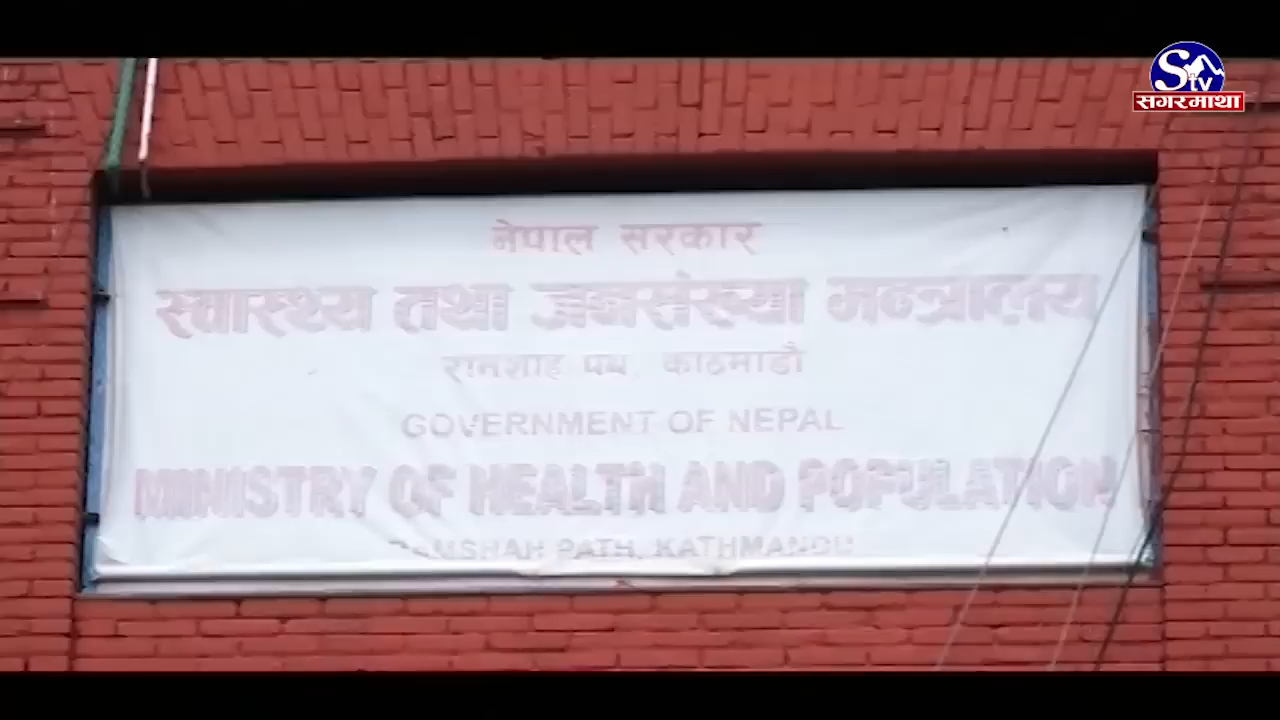 S
tv
सगरमाथा
नेपाल सरकार
स्वास्थ्य तथा जनसंख्या मन्त्रालय
रामशाह पथ, काठमाडौं
GOVERNMENT OF NEPAL
MINISTRY OF HEALTH AND POPULATION
RAMSHAH PATH, KATHMANDU